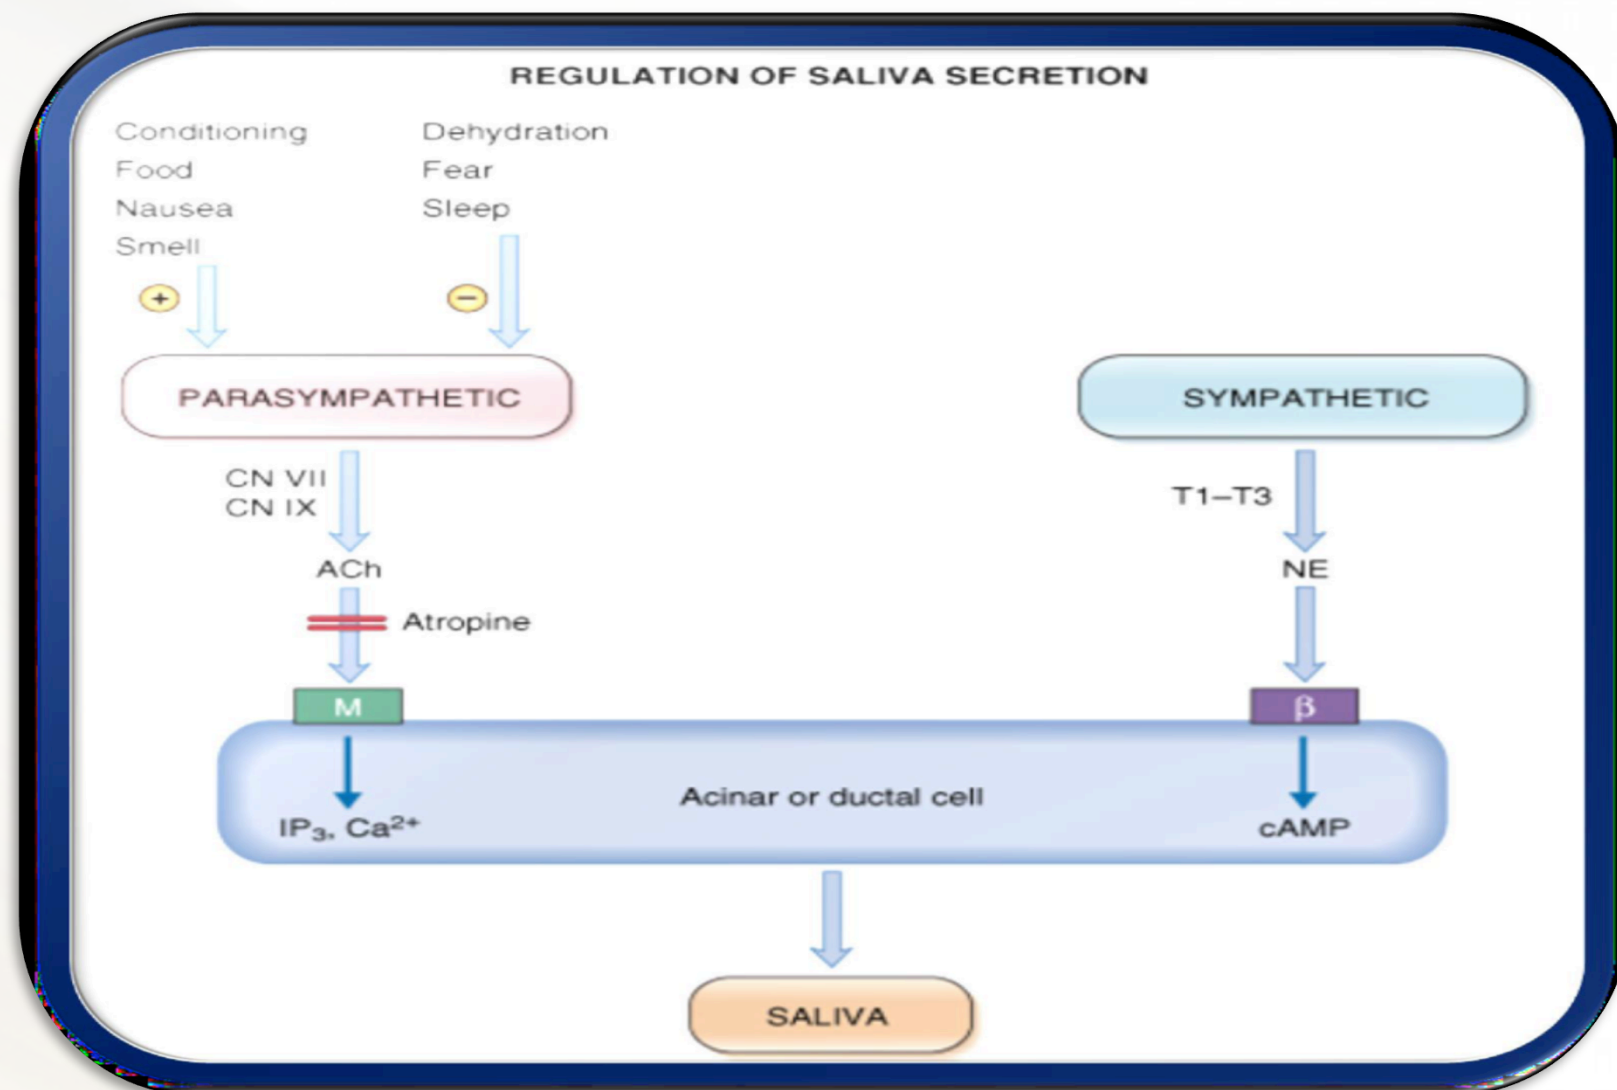 REGULATION OF SALIVA SECRETION
Conditioning
Food
Nausea
Smell
Dehydration
Fear
Sleep
+
−
PARASYMPATHETIC
SYMPATHETIC
CN VII
CN IX
T1–T3
ACh
NE
Atropine
M
β
Acinar or ductal cell
IP₃, Ca²⁺
cAMP
SALIVA